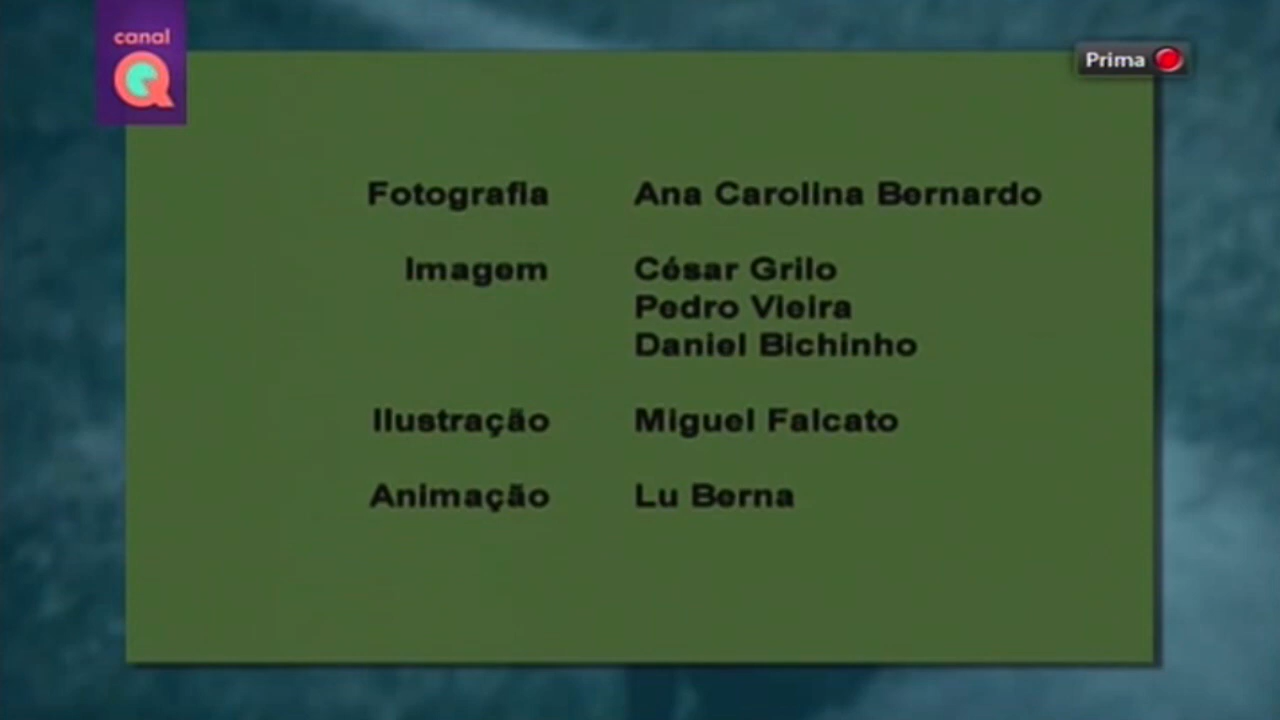 canal
Q
Prima
Fotografia Ana Carolina Bernardo
Imagem César Grilo
Pedro Vieira
Daniel Bichinho
Ilustração Miguel Falcato
Animação Lu Berna